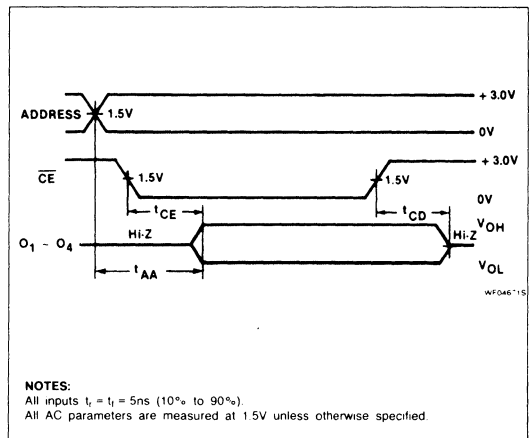 + 3.0V
ADDRESS
1.5V
0V
CE
1.5V
1.5V
+ 3.0V
0V
tCE
tCD
O1 - O4
Hi-Z
VOH
Hi-Z
VOL
tAA
NOTES:
All inputs tr = tf = 5ns (10% to 90%).
All AC parameters are measured at 1.5V unless otherwise specified.